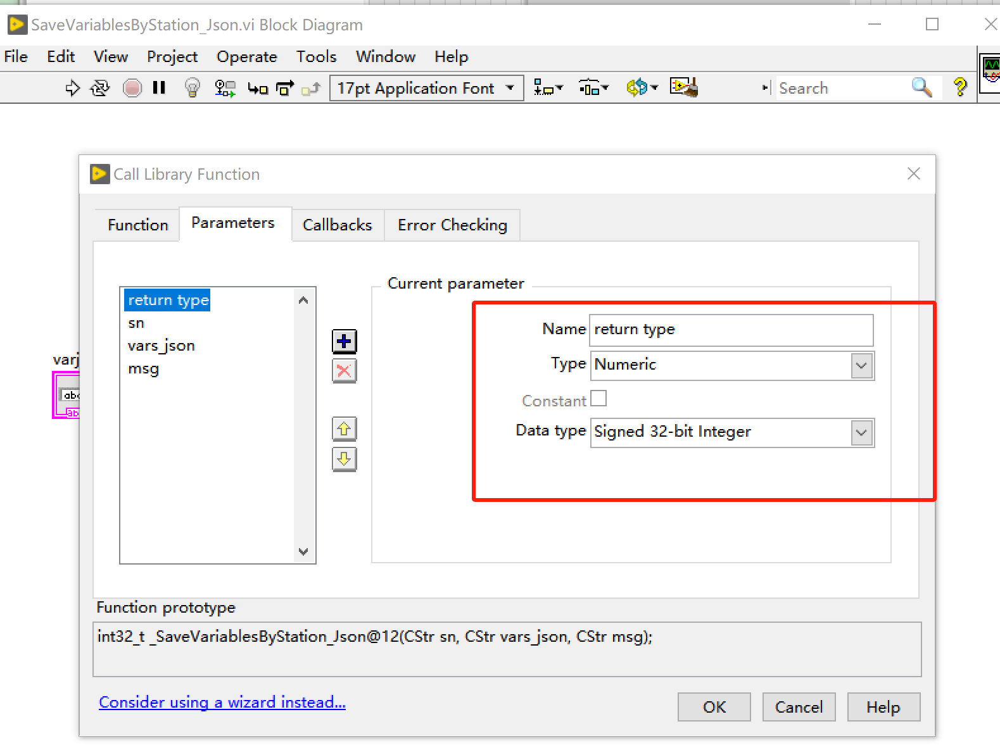 SaveVariablesByStation_Json.vi Block Diagram
File Edit View Project Operate Tools Window Help
17pt Application Font
Search
Call Library Function
Function Parameters Callbacks Error Checking
return type
sn
vars_json
msg
Current parameter
Name return type
Type Numeric
Constant
Data type Signed 32-bit Integer
varj
abc
ab
Function prototype
int32_t _SaveVariablesByStation_Json@12(CStr sn, CStr vars_json, CStr msg);
Consider using a wizard instead...
OK Cancel Help